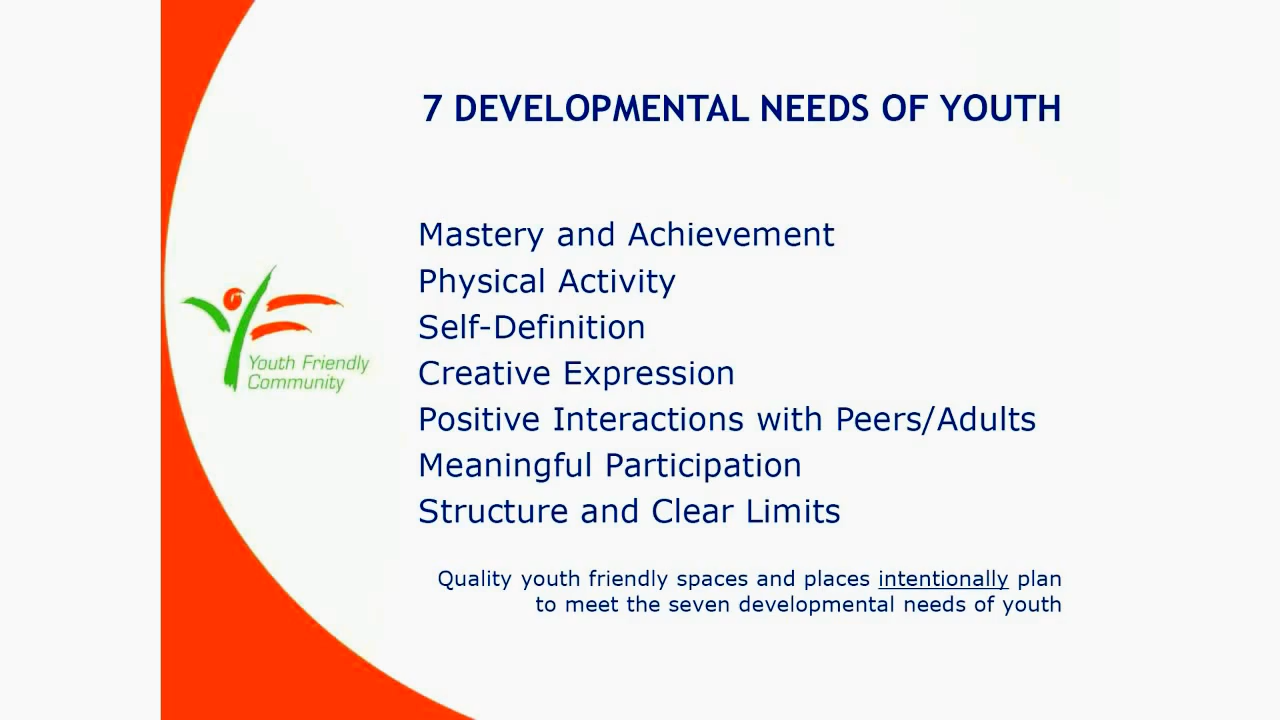 7 DEVELOPMENTAL NEEDS OF YOUTH
Mastery and Achievement
Physical Activity
Self-Definition
Creative Expression
Positive Interactions with Peers/Adults
Meaningful Participation
Structure and Clear Limits
Youth Friendly
Community
Quality youth friendly spaces and places intentionally plan
to meet the seven developmental needs of youth